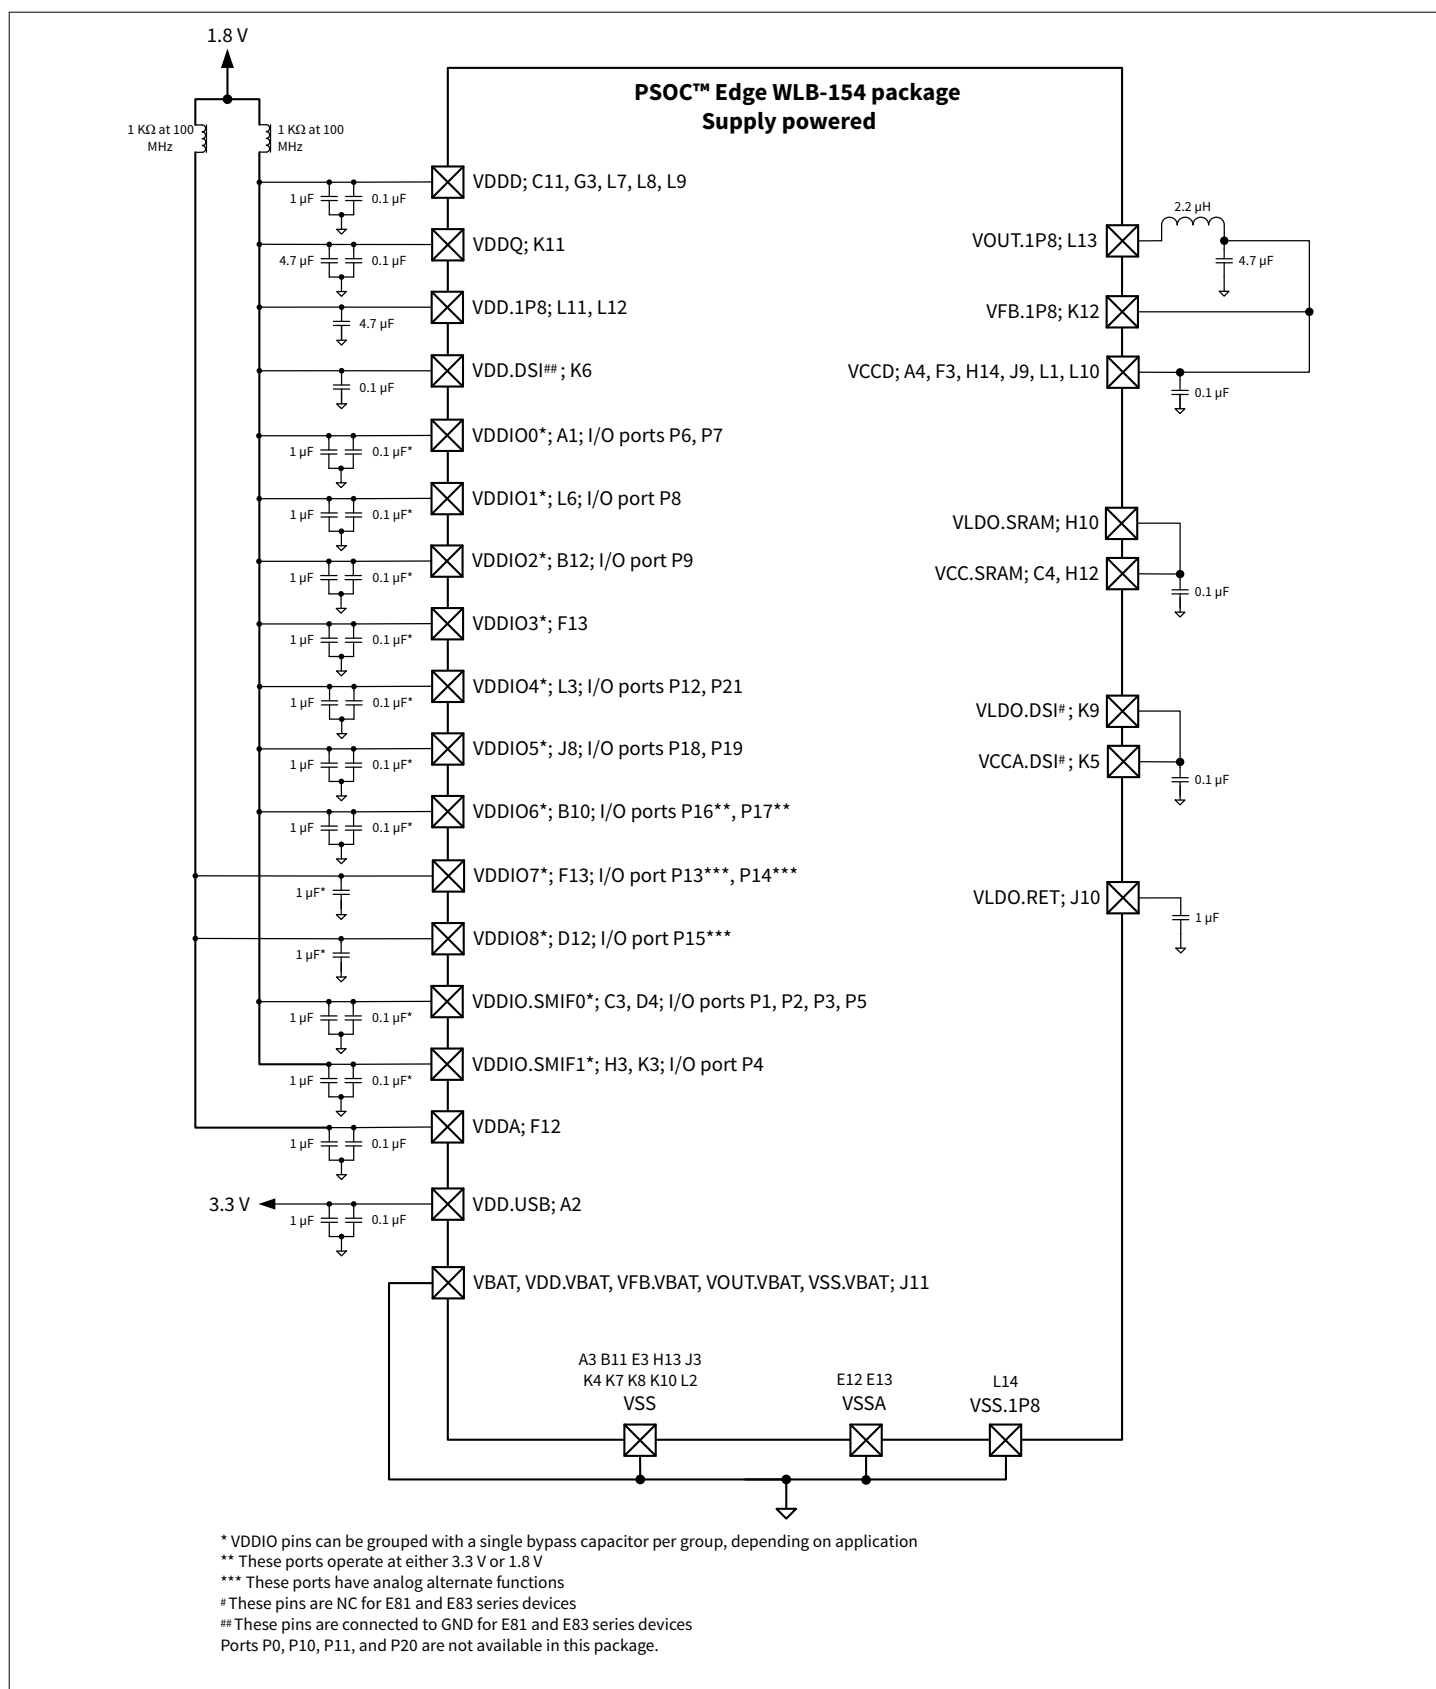 1.8 V
PSOC™ Edge WLB-154 package
Supply powered
1 KΩ at 100
MHz
1 KΩ at 100
MHz
VDDD; C11, G3, L7, L8, L9
1 µF
0.1 µF
VDDQ; K11
4.7 µF
0.1 µF
VDD.1P8; L11, L12
4.7 µF
VDD.DSI##; K6
0.1 µF
VDDIO0*; A1; I/O ports P6, P7
1 µF
0.1 µF*
VDDIO1*; L6; I/O port P8
1 µF
0.1 µF*
VDDIO2*; B12; I/O port P9
1 µF
0.1 µF*
VDDIO3*; F13
1 µF
0.1 µF*
VDDIO4*; L3; I/O ports P12, P21
1 µF
0.1 µF*
VDDIO5*; J8; I/O ports P18, P19
1 µF
0.1 µF*
VDDIO6*; B10; I/O ports P16**, P17**
1 µF
0.1 µF*
VDDIO7*; F13; I/O port P13***, P14***
1 µF*
VDDIO8*; D12; I/O port P15***
1 µF*
VDDIO.SMIF0*; C3, D4; I/O ports P1, P2, P3, P5
1 µF
0.1 µF*
VDDIO.SMIF1*; H3, K3; I/O port P4
1 µF
0.1 µF*
VDDA; F12
1 µF
0.1 µF
3.3 V
VDD.USB; A2
1 µF
0.1 µF
VBAT, VDD.VBAT, VFB.VBAT, VOUT.VBAT, VSS.VBAT; J11
2.2 µH
VOUT.1P8; L13
4.7 µF
VFB.1P8; K12
VCCD; A4, F3, H14, J9, L1, L10
0.1 µF
VLDO.SRAM; H10
VCC.SRAM; C4, H12
0.1 µF
VLDO.DSI#; K9
VCCA.DSI#; K5
0.1 µF
VLDO.RET; J10
1 µF
A3 B11 E3 H13 J3
K4 K7 K8 K10 L2
VSS
E12 E13
VSSA
L14
VSS.1P8
* VDDIO pins can be grouped with a single bypass capacitor per group, depending on application
** These ports operate at either 3.3 V or 1.8 V
*** These ports have analog alternate functions
# These pins are NC for E81 and E83 series devices
## These pins are connected to GND for E81 and E83 series devices
Ports P0, P10, P11, and P20 are not available in this package.